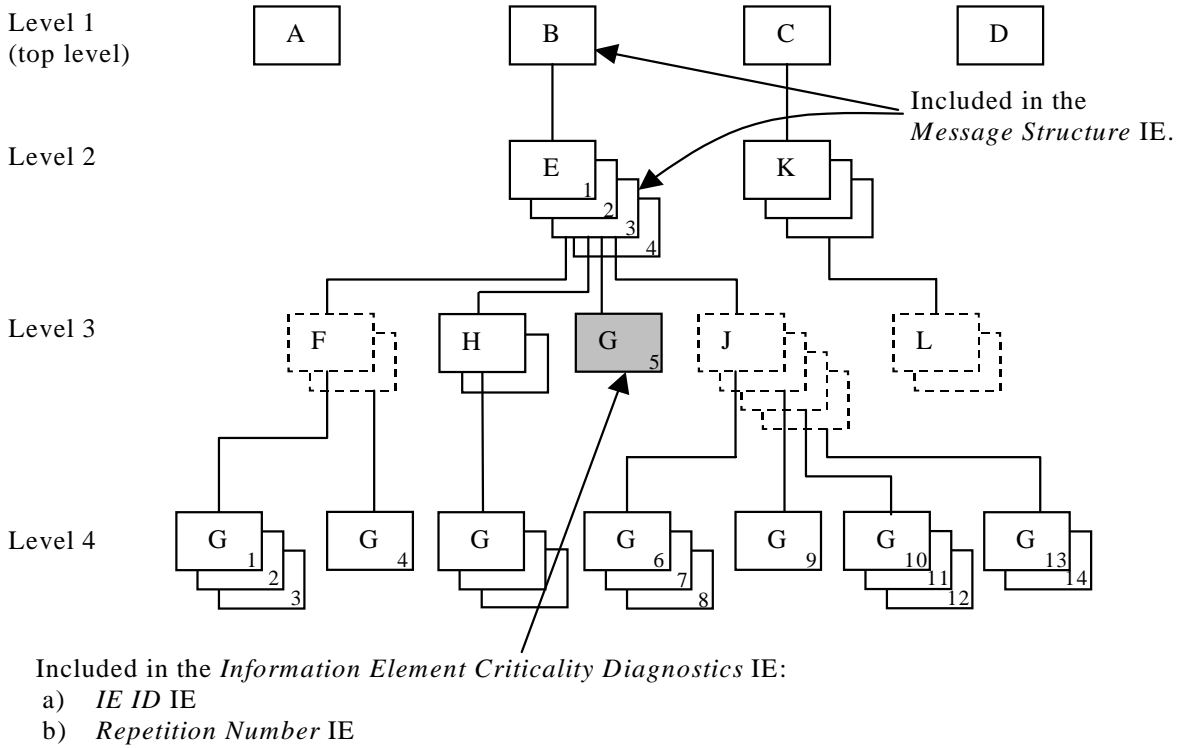 Level 1
(top level)
A
B
C
D
Included in the
Message Structure IE.
Level 2
E
1
2
3
4
K
Level 3
F
H
G
5
J
L
Level 4
G
1
2
3
G
4
G
G
6
7
8
G
9
G
10
11
12
G
13
14
Included in the Information Element Criticality Diagnostics IE:
a) IE ID IE
b) Repetition Number IE